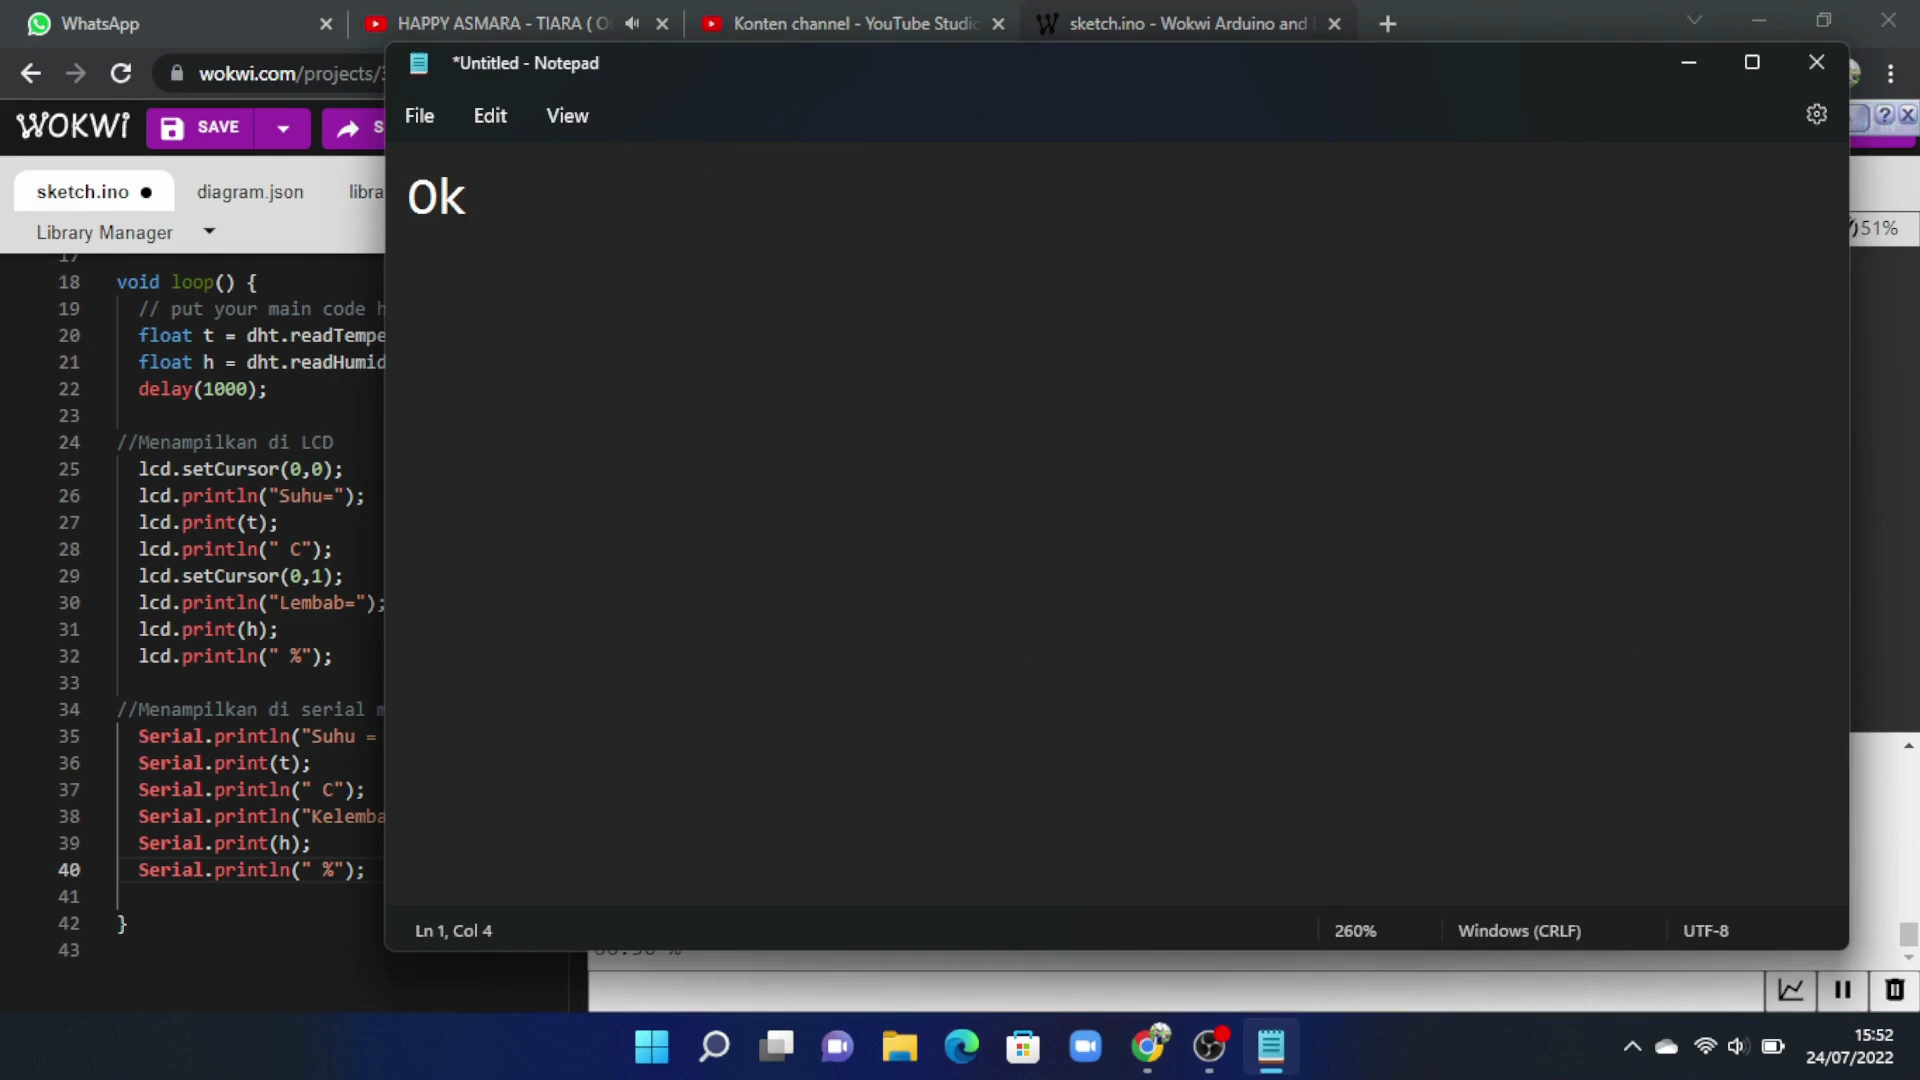 WhatsApp
HAPPY ASMARA - TIARA ( O
Konten channel - YouTube Studio
sketch.ino - Wokwi Arduino and
wokwi.com/projects/3
*Untitled - Notepad
WOKWI
SAVE
S
File
Edit
View
sketch.ino ●
diagram.json
libra
Library Manager
51%
Ok
17
18 void loop() {
19 // put your main code h
20 float t = dht.readTempe
21 float h = dht.readHumid
22 delay(1000);
23
24 //Menampilkan di LCD
25 lcd.setCursor(0,0);
26 lcd.println("Suhu=");
27 lcd.print(t);
28 lcd.println(" C");
29 lcd.setCursor(0,1);
30 lcd.println("Lembab=");
31 lcd.print(h);
32 lcd.println(" %");
33
34 //Menampilkan di serial m
35 Serial.println("Suhu =
36 Serial.print(t);
37 Serial.println(" C");
38 Serial.println("Kelemba
39 Serial.print(h);
40 Serial.println(" %");
41
42 }
43
Ln 1, Col 4
260%
Windows (CRLF)
UTF-8
15:52
24/07/2022